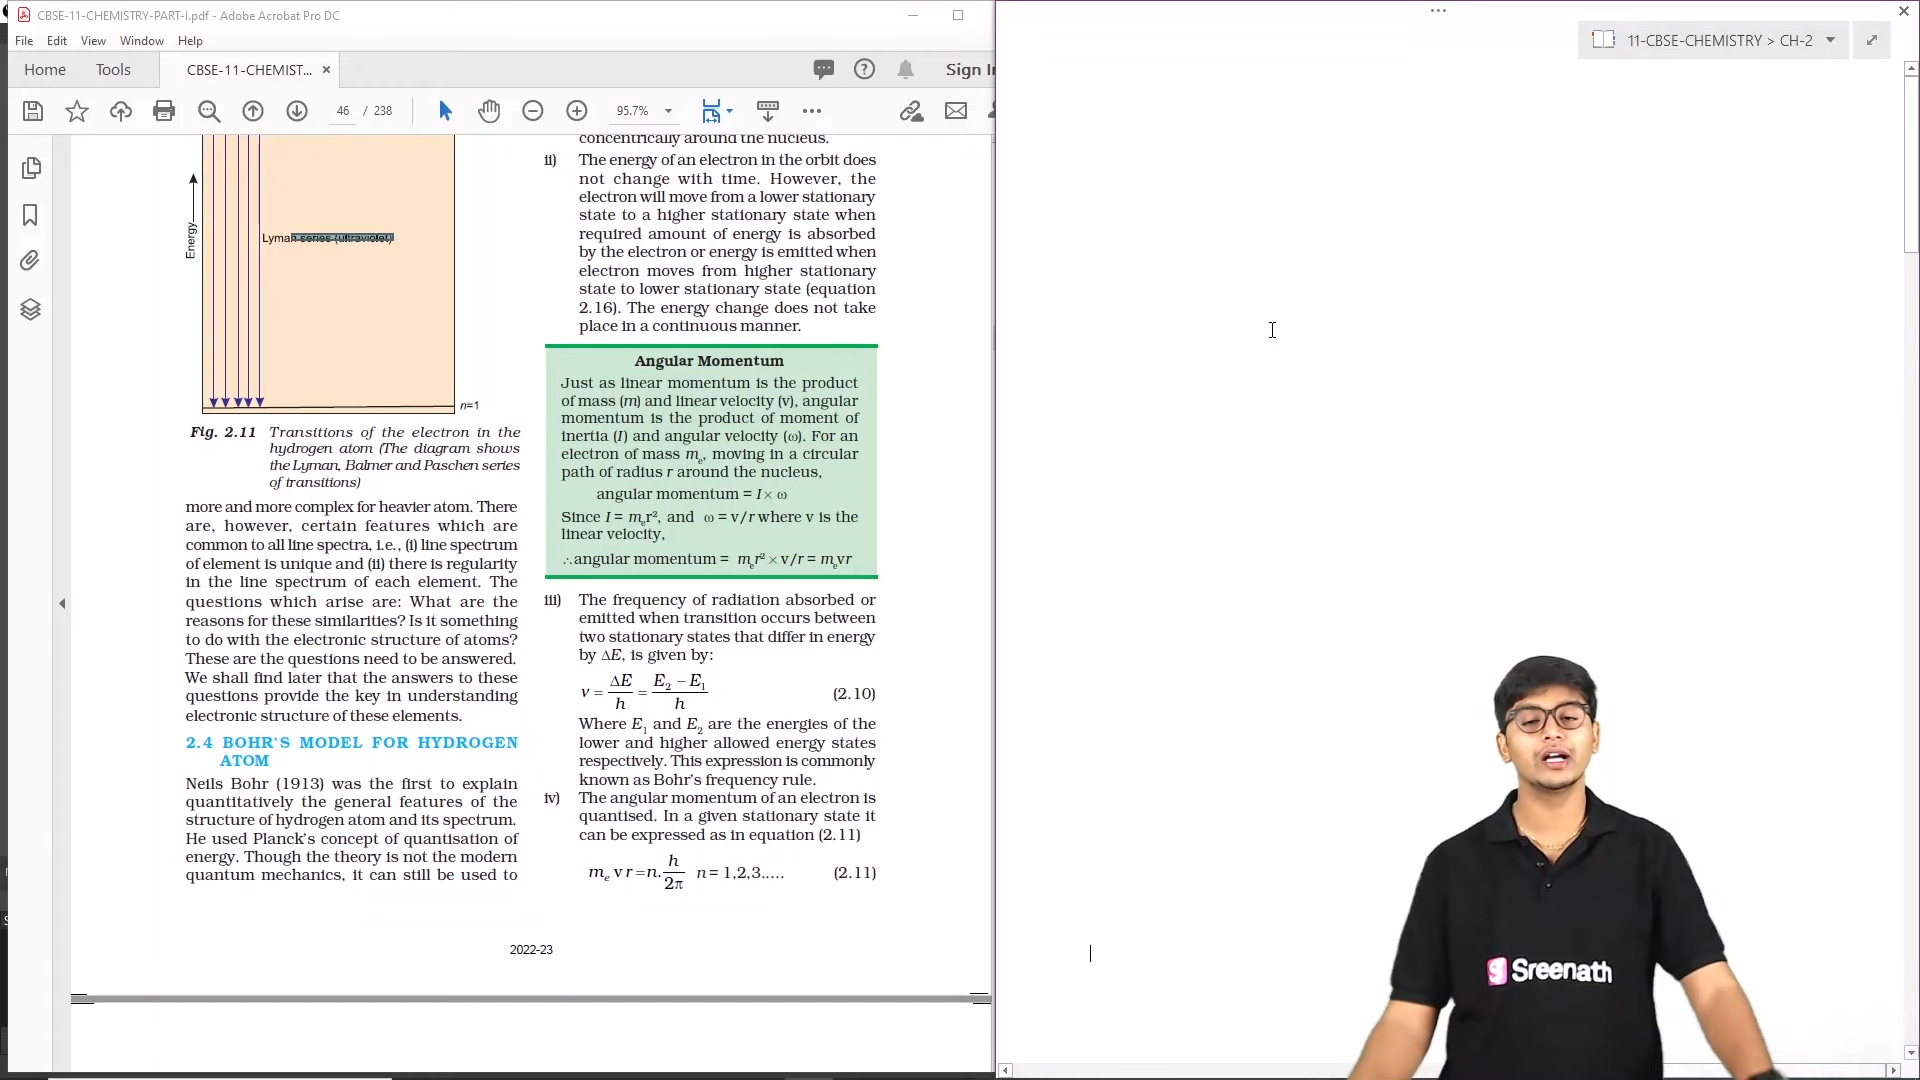 CBSE-11-CHEMISTRY-PART-I.pdf - Adobe Acrobat Pro DC
File Edit View Window Help
Home Tools CBSE-11-CHEMIST... × Sign In
46 / 238 95.7%
11-CBSE-CHEMISTRY > CH-2
Energy
Lyman series (ultraviolet)
n=1
Fig. 2.11 Transitions of the electron in the
hydrogen atom (The diagram shows
the Lyman, Balmer and Paschen series
of transitions)
more and more complex for heavier atom. There
are, however, certain features which are
common to all line spectra, i.e., (i) line spectrum
of element is unique and (ii) there is regularity
in the line spectrum of each element. The
questions which arise are: What are the
reasons for these similarities? Is it something
to do with the electronic structure of atoms?
These are the questions need to be answered.
We shall find later that the answers to these
questions provide the key in understanding
electronic structure of these elements.
2.4 BOHR'S MODEL FOR HYDROGEN
ATOM
Neils Bohr (1913) was the first to explain
quantitatively the general features of the
structure of hydrogen atom and its spectrum.
He used Planck's concept of quantisation of
energy. Though the theory is not the modern
quantum mechanics, it can still be used to
concentrically around the nucleus.
ii) The energy of an electron in the orbit does
not change with time. However, the
electron will move from a lower stationary
state to a higher stationary state when
required amount of energy is absorbed
by the electron or energy is emitted when
electron moves from higher stationary
state to lower stationary state (equation
2.16). The energy change does not take
place in a continuous manner.
Angular Momentum
Just as linear momentum is the product
of mass (m) and linear velocity (v), angular
momentum is the product of moment of
inertia (I) and angular velocity (ω). For an
electron of mass mₑ, moving in a circular
path of radius r around the nucleus,
angular momentum = I × ω
Since I = mₑr², and ω = v/r where v is the
linear velocity,
∴ angular momentum = mₑr² × v/r = mₑvr
iii) The frequency of radiation absorbed or
emitted when transition occurs between
two stationary states that differ in energy
by ΔE, is given by:
ν = ΔE/h = (E₂ − E₁)/h (2.10)
Where E₁ and E₂ are the energies of the
lower and higher allowed energy states
respectively. This expression is commonly
known as Bohr's frequency rule.
iv) The angular momentum of an electron is
quantised. In a given stationary state it
can be expressed as in equation (2.11)
mₑ v r = n. h/2π n = 1,2,3..... (2.11)
2022-23
Sreenath